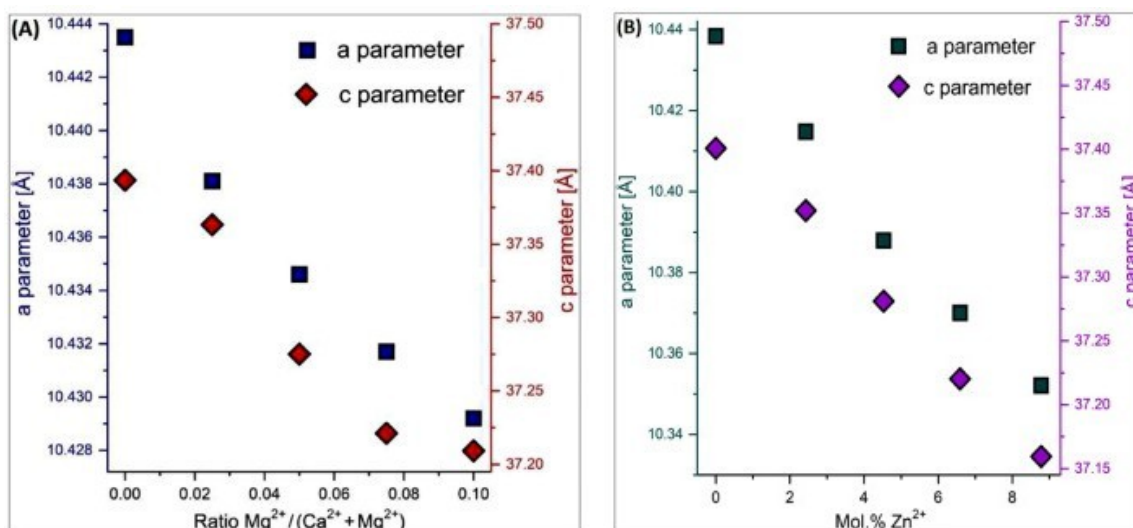 (A)
a parameter
c parameter
10.444
10.442
10.440
10.438
10.436
10.434
10.432
10.430
10.428
a parameter [Å]
37.50
37.45
37.40
37.35
37.30
37.25
37.20
c parameter [Å]
0.00 0.02 0.04 0.06 0.08 0.10
Ratio Mg²⁺/(Ca²⁺+Mg²⁺)
(B)
a parameter
c parameter
10.44
10.42
10.40
10.38
10.36
10.34
a parameter [Å]
37.50
37.45
37.40
37.35
37.30
37.25
37.20
37.15
c parameter [Å]
0 2 4 6 8
Mol.% Zn²⁺